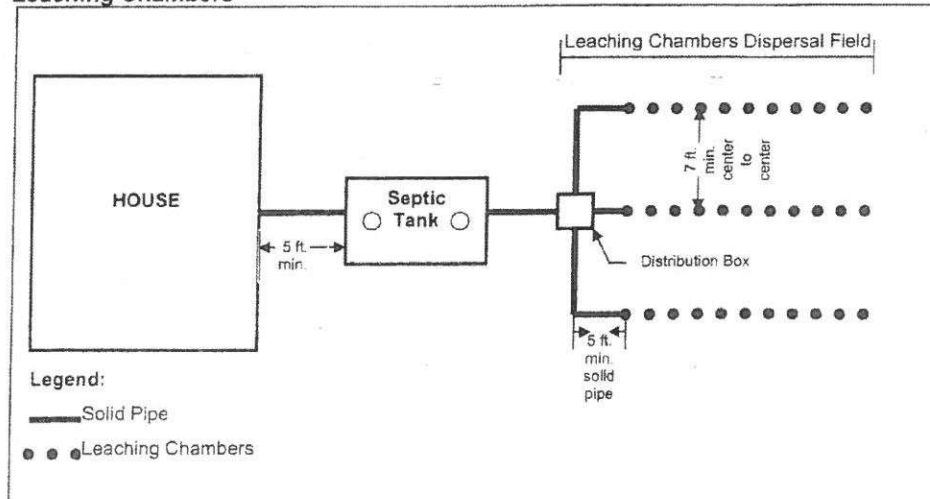 Leaching Chambers
Leaching Chambers Dispersal Field
HOUSE
Septic
Tank
5 ft.
min.
7 ft.
min.
center
to
center
Distribution Box
5 ft.
min.
solid
pipe
Legend:
Solid Pipe
Leaching Chambers